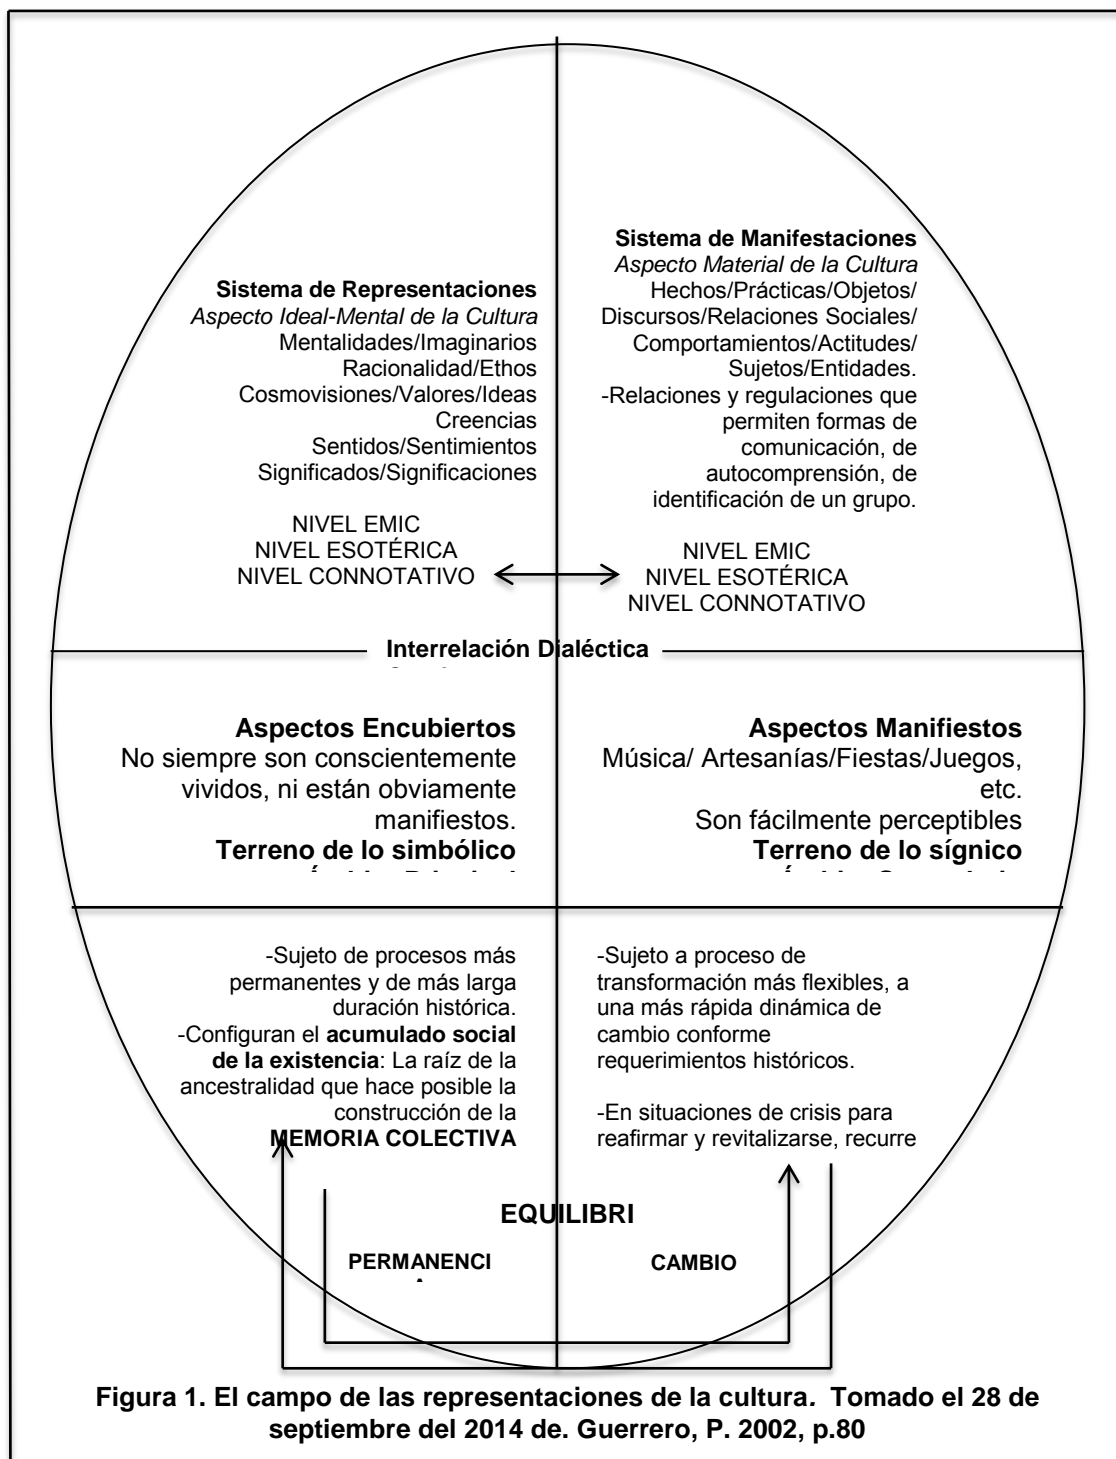 Sistema de Representaciones
Aspecto Ideal-Mental de la Cultura
Mentalidades/Imaginarios
Racionalidad/Ethos
Cosmovisiones/Valores/Ideas
Creencias
Sentidos/Sentimientos
Significados/Significaciones
NIVEL EMIC
NIVEL ESOTÉRICA
NIVEL CONNOTATIVO
Sistema de Manifestaciones
Aspecto Material de la Cultura
Hechos/Prácticas/Objetos/
Discursos/Relaciones Sociales/
Comportamientos/Actitudes/
Sujetos/Entidades.
-Relaciones y regulaciones que
permiten formas de
comunicación, de
autocomprensión, de
identificación de un grupo.
NIVEL EMIC
NIVEL ESOTÉRICA
NIVEL CONNOTATIVO
Interrelación Dialéctica
Aspectos Encubiertos
No siempre son conscientemente
vividos, ni están obviamente
manifiestos.
Terreno de lo simbólico
Aspectos Manifiestos
Música/ Artesanías/Fiestas/Juegos,
etc.
Son fácilmente perceptibles
Terreno de lo sígnico
-Sujeto de procesos más
permanentes y de más larga
duración histórica.
-Configuran el acumulado social
de la existencia: La raíz de la
ancestralidad que hace posible la
construcción de la
MEMORIA COLECTIVA
-Sujeto a proceso de
transformación más flexibles, a
una más rápida dinámica de
cambio conforme
requerimientos históricos.
-En situaciones de crisis para
reafirmar y revitalizarse, recurre
EQUILIBRI
PERMANENCI
CAMBIO
Figura 1. El campo de las representaciones de la cultura. Tomado el 28 de
septiembre del 2014 de. Guerrero, P. 2002, p.80